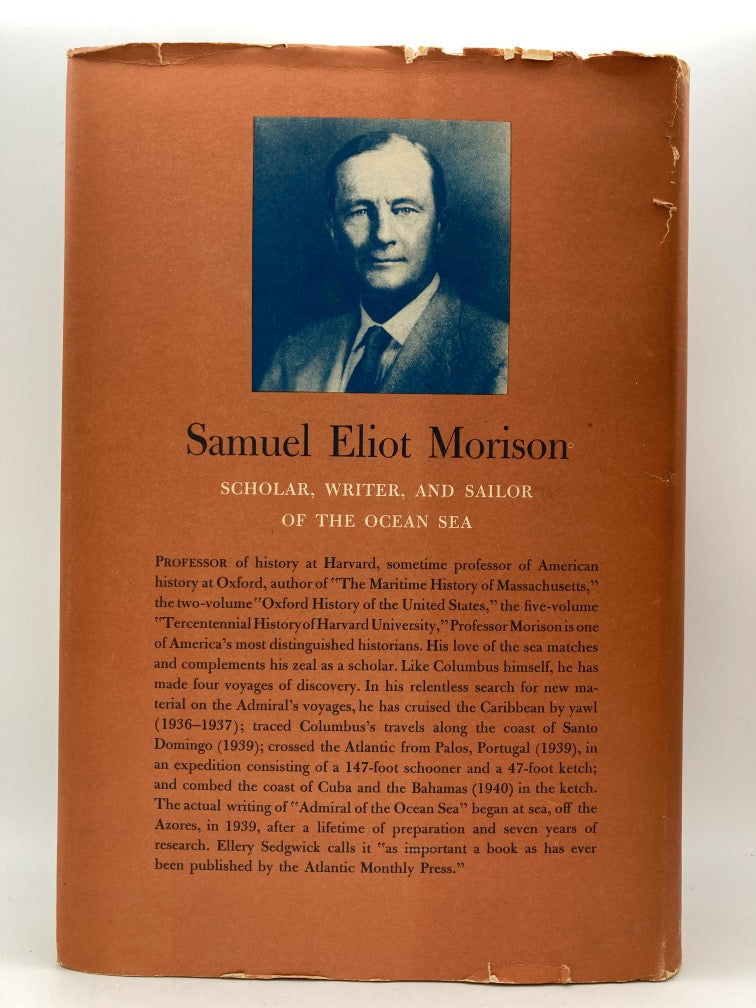 Samuel Eliot Morison
SCHOLAR, WRITER, AND SAILOR
OF THE OCEAN SEA
PROFESSOR of history at Harvard, sometime professor of American
history at Oxford, author of "The Maritime History of Massachusetts,"
the two-volume "Oxford History of the United States," the five-volume
"Tercentennial History of Harvard University," Professor Morison is one
of America's most distinguished historians. His love of the sea matches
and complements his zeal as a scholar. Like Columbus himself, he has
made four voyages of discovery. In his relentless search for new ma-
terial on the Admiral's voyages, he has cruised the Caribbean by yawl
(1936–1937); traced Columbus's travels along the coast of Santo
Domingo (1939); crossed the Atlantic from Palos, Portugal (1939), in
an expedition consisting of a 147-foot schooner and a 47-foot ketch;
and combed the coast of Cuba and the Bahamas (1940) in the ketch.
The actual writing of "Admiral of the Ocean Sea" began at sea, off the
Azores, in 1939, after a lifetime of preparation and seven years of
research. Ellery Sedgwick calls it "as important a book as has ever
been published by the Atlantic Monthly Press."